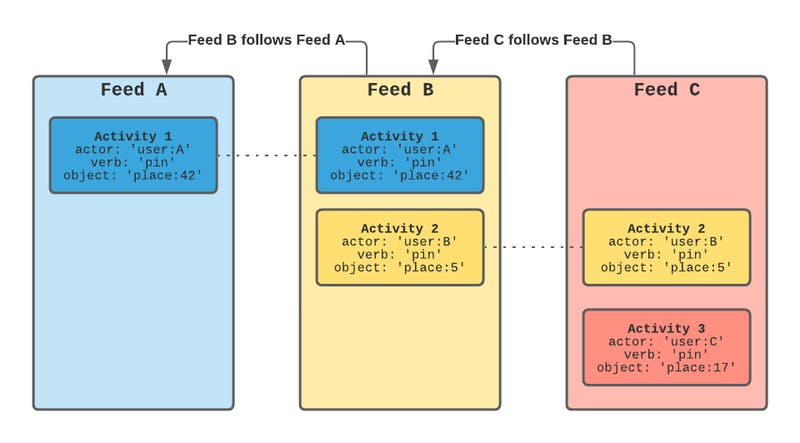 Feed B follows Feed A
Feed C follows Feed B
Feed A
Activity 1
actor: 'user:A'
verb: 'pin'
object: 'place:42'
Feed B
Activity 1
actor: 'user:A'
verb: 'pin'
object: 'place:42'
Activity 2
actor: 'user:B'
verb: 'pin'
object: 'place:5'
Feed C
Activity 2
actor: 'user:B'
verb: 'pin'
object: 'place:5'
Activity 3
actor: 'user:C'
verb: 'pin'
object: 'place:17'